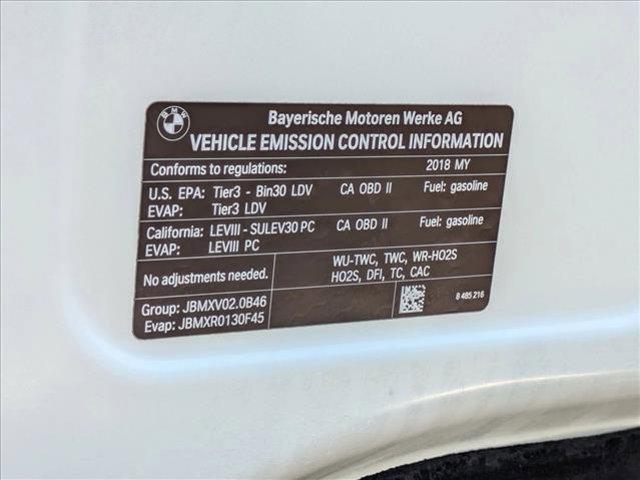 BMW
Bayerische Motoren Werke AG
VEHICLE EMISSION CONTROL INFORMATION
Conforms to regulations: 2018 MY
U.S. EPA: Tier3 - Bin30 LDV CA OBD II Fuel: gasoline
EVAP: Tier3 LDV
California: LEVIII - SULEV30 PC CA OBD II Fuel: gasoline
EVAP: LEVIII PC
No adjustments needed.
WU-TWC, TWC, WR-HO2S
HO2S, DFI, TC, CAC
Group: JBMXV02.0B46
Evap: JBMXR0130F45
8 485 216